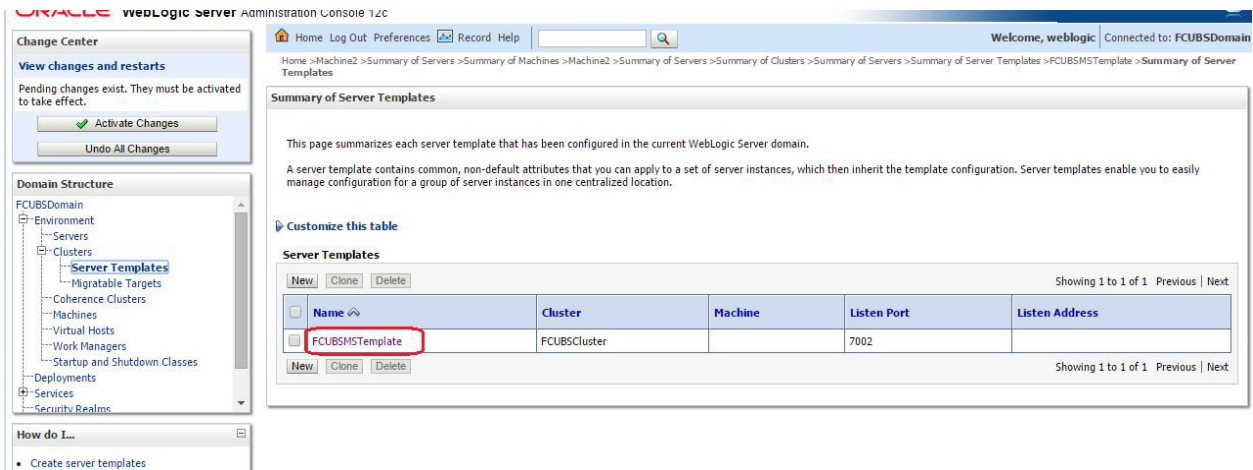 ORACLE WebLogic Server Administration Console 12c
Change Center
View changes and restarts
Pending changes exist. They must be activated
to take effect.
Activate Changes
Undo All Changes
Domain Structure
FCUBSDomain
Environment
Servers
Clusters
Server Templates
Migratable Targets
Coherence Clusters
Machines
Virtual Hosts
Work Managers
Startup and Shutdown Classes
Deployments
Services
Security Realms
How do I...
Create server templates
Home Log Out Preferences Record Help
Welcome, weblogic Connected to: FCUBSDomain
Home >Machine2 >Summary of Servers >Summary of Machines >Machine2 >Summary of Servers >Summary of Clusters >Summary of Servers >Summary of Server Templates >FCUBSMSTemplate >Summary of Server
Templates
Summary of Server Templates
This page summarizes each server template that has been configured in the current WebLogic Server domain.
A server template contains common, non-default attributes that you can apply to a set of server instances, which then inherit the template configuration. Server templates enable you to easily
manage configuration for a group of server instances in one centralized location.
Customize this table
Server Templates
New Clone Delete Showing 1 to 1 of 1 Previous | Next
Name Cluster Machine Listen Port Listen Address
FCUBSMSTemplate FCUBSCluster 7002
New Clone Delete Showing 1 to 1 of 1 Previous | Next